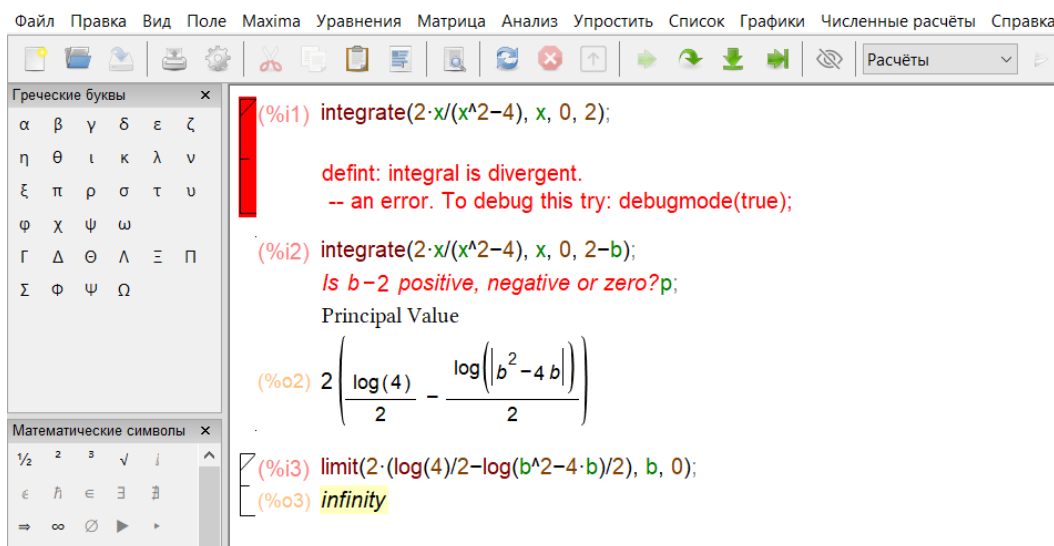 Файл Правка Вид Поле Maxima Уравнения Матрица Анализ Упростить Список Графики Численные расчёты Справка
Расчёты
Греческие буквы ×
α β γ δ ε ζ
η θ ι κ λ ν
ξ π ρ σ τ υ
φ χ ψ ω
Γ Δ Θ Λ Ξ Π
Σ Φ Ψ Ω
Математические символы ×
½ ² ³ √ ⅈ
ϵ ℏ ∈ ∃ ∄
⇒ ∞ ∅ ▶ ▸
(%i1) integrate(2·x/(x^2−4), x, 0, 2);
defint: integral is divergent.
-- an error. To debug this try: debugmode(true);
(%i2) integrate(2·x/(x^2−4), x, 0, 2−b);
Is b−2 positive, negative or zero?p;
Principal Value
(%o2) 2(log(4)/2 − log(|b²−4 b|)/2)
(%i3) limit(2·(log(4)/2−log(b^2−4·b)/2), b, 0);
(%o3) infinity